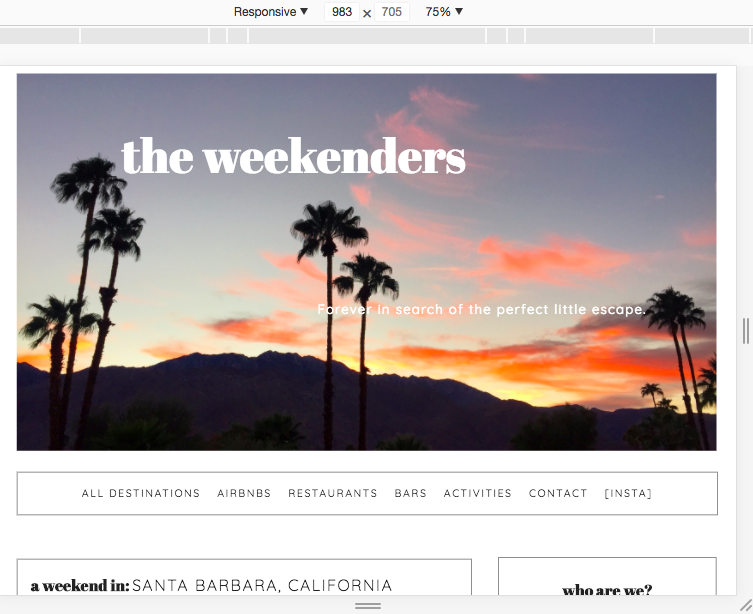 Responsive ▼ 983 × 705 75% ▼
the weekenders
Forever in search of the perfect little escape.
ALL DESTINATIONS AIRBNBS RESTAURANTS BARS ACTIVITIES CONTACT [INSTA]
a weekend in: SANTA BARBARA, CALIFORNIA
who are we?